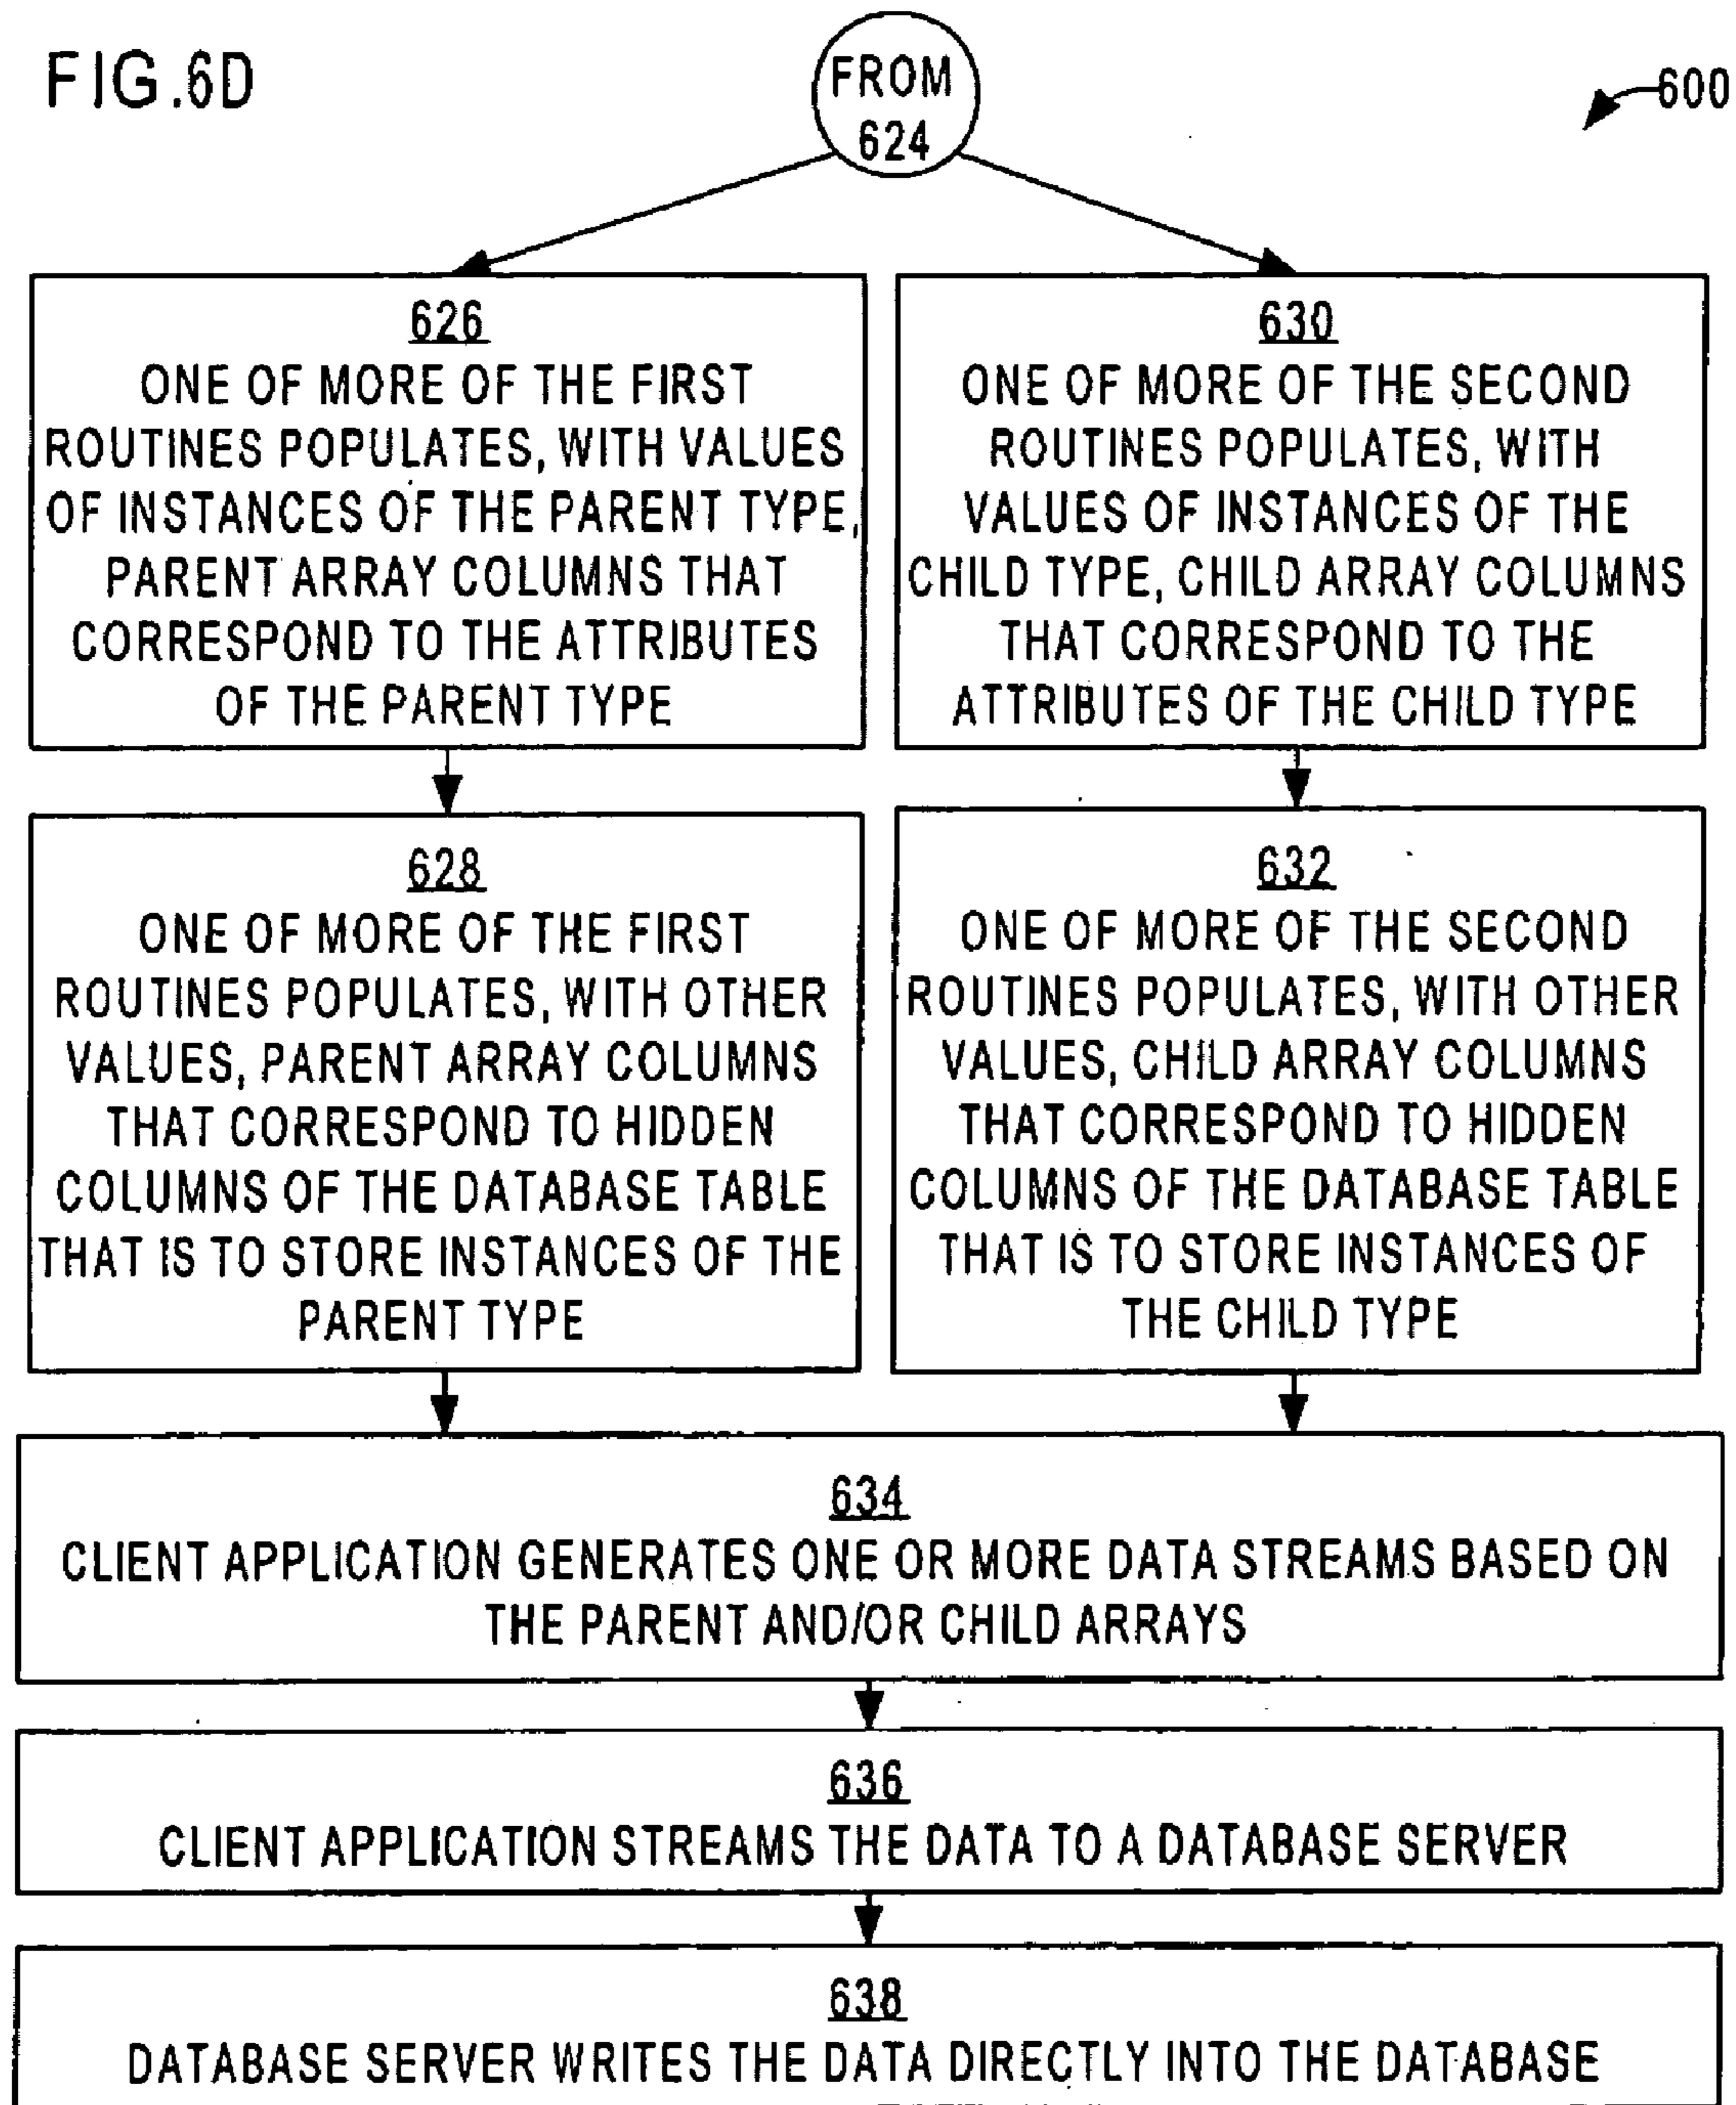 FIG.6D
FROM
624
600
626
ONE OF MORE OF THE FIRST
ROUTINES POPULATES, WITH VALUES
OF INSTANCES OF THE PARENT TYPE,
PARENT ARRAY COLUMNS THAT
CORRESPOND TO THE ATTRIBUTES
OF THE PARENT TYPE
630
ONE OF MORE OF THE SECOND
ROUTINES POPULATES, WITH
VALUES OF INSTANCES OF THE
CHILD TYPE, CHILD ARRAY COLUMNS
THAT CORRESPOND TO THE
ATTRIBUTES OF THE CHILD TYPE
628
ONE OF MORE OF THE FIRST
ROUTINES POPULATES, WITH OTHER
VALUES, PARENT ARRAY COLUMNS
THAT CORRESPOND TO HIDDEN
COLUMNS OF THE DATABASE TABLE
THAT IS TO STORE INSTANCES OF THE
PARENT TYPE
632
ONE OF MORE OF THE SECOND
ROUTINES POPULATES, WITH OTHER
VALUES, CHILD ARRAY COLUMNS
THAT CORRESPOND TO HIDDEN
COLUMNS OF THE DATABASE TABLE
THAT IS TO STORE INSTANCES OF
THE CHILD TYPE
634
CLIENT APPLICATION GENERATES ONE OR MORE DATA STREAMS BASED ON
THE PARENT AND/OR CHILD ARRAYS
636
CLIENT APPLICATION STREAMS THE DATA TO A DATABASE SERVER
638
DATABASE SERVER WRITES THE DATA DIRECTLY INTO THE DATABASE